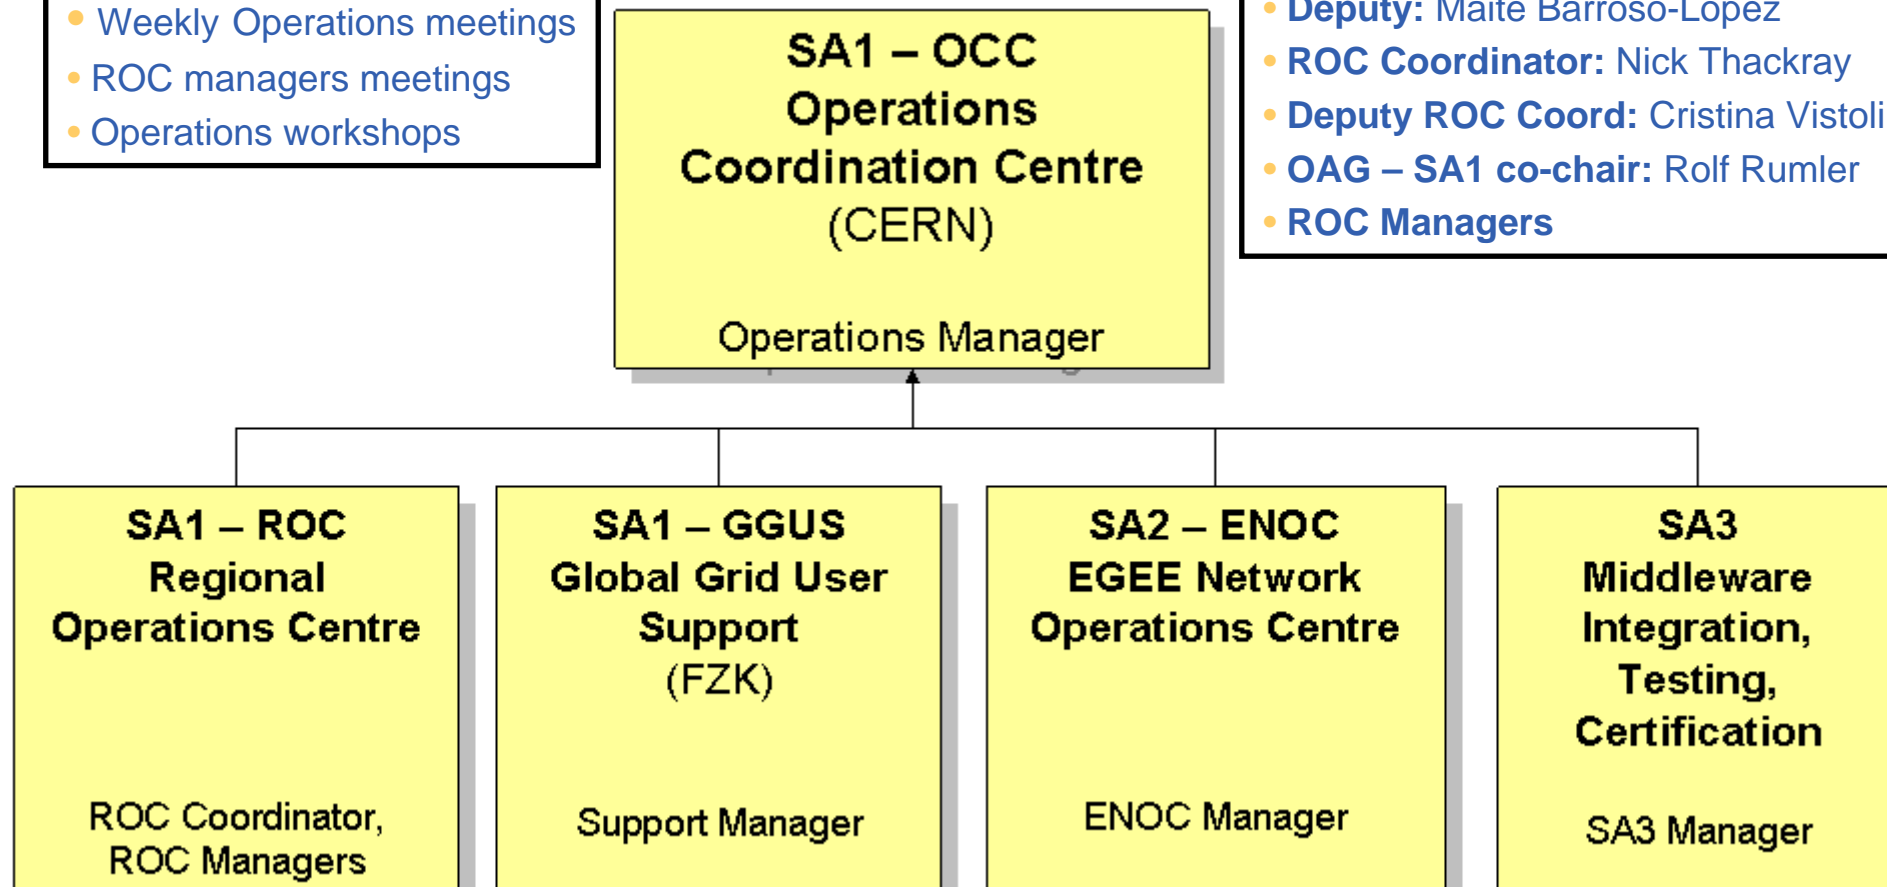 • Weekly Operations meetings
• ROC managers meetings
• Operations workshops
SA1 – OCC
Operations
Coordination Centre
(CERN)
Operations Manager
• Deputy: Maite Barroso-Lopez
• ROC Coordinator: Nick Thackray
• Deputy ROC Coord: Cristina Vistoli
• OAG – SA1 co-chair: Rolf Rumler
• ROC Managers
SA1 – ROC
Regional
Operations Centre
ROC Coordinator,
ROC Managers
SA1 – GGUS
Global Grid User
Support
(FZK)
Support Manager
SA2 – ENOC
EGEE Network
Operations Centre
ENOC Manager
SA3
Middleware
Integration,
Testing,
Certification
SA3 Manager